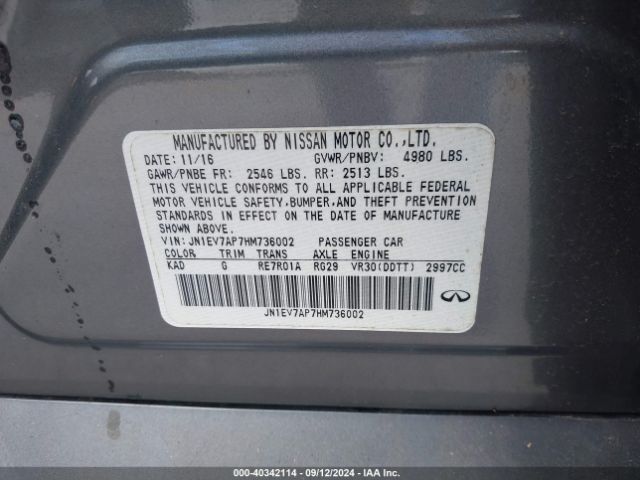 MANUFACTURED BY NISSAN MOTOR CO.,LTD.
DATE: 11/16 GVWR/PNBV: 4980 LBS.
GAWR/PNBE FR: 2546 LBS. RR: 2513 LBS.
THIS VEHICLE CONFORMS TO ALL APPLICABLE FEDERAL
MOTOR VEHICLE SAFETY,BUMPER,AND THEFT PREVENTION
STANDARDS IN EFFECT ON THE DATE OF MANUFACTURE
SHOWN ABOVE.
VIN: JN1EV7AP7HM736002 PASSENGER CAR
COLOR TRIM TRANS AXLE ENGINE
KAD G RE7R01A RG29 VR30(DDTT) 2997CC
JN1EV7AP7HM736002
000-40342114 - 09/12/2024 - IAA Inc.